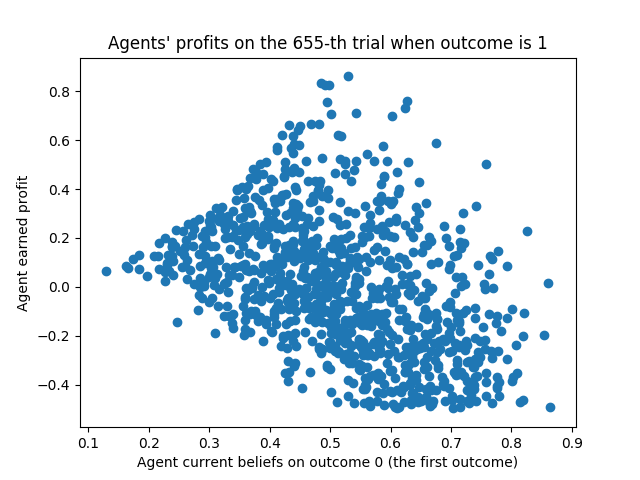 Agents' profits on the 655-th trial when outcome is 1
Agent earned profit
0.8
0.6
0.4
0.2
0.0
−0.2
−0.4
0.1 0.2 0.3 0.4 0.5 0.6 0.7 0.8 0.9
Agent current beliefs on outcome 0 (the first outcome)